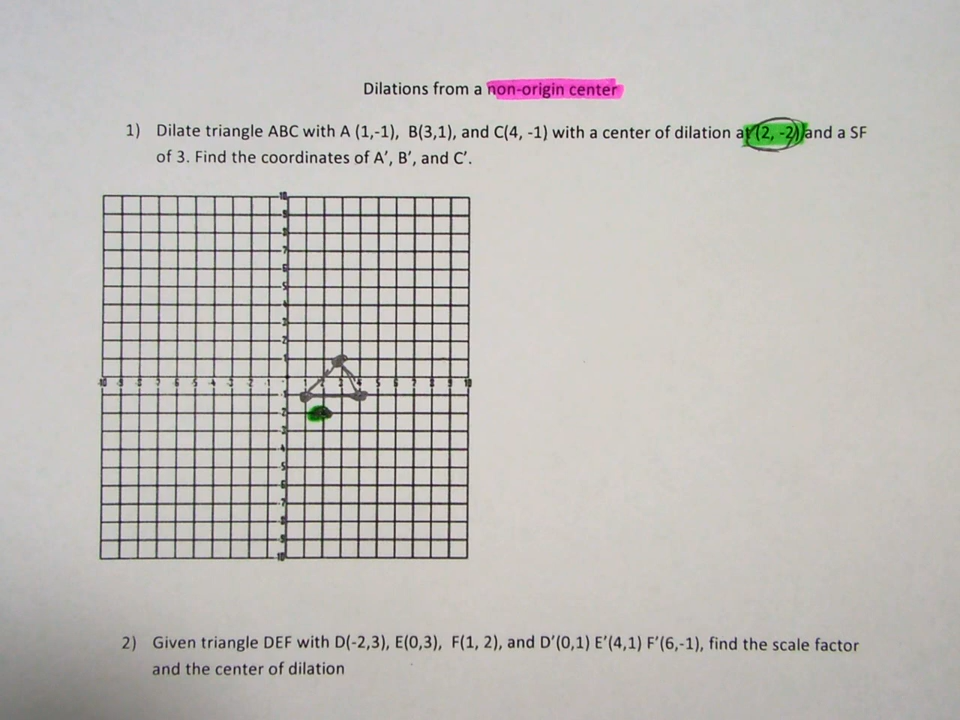 Dilations from a non-origin center
1) Dilate triangle ABC with A (1,-1), B(3,1), and C(4, -1) with a center of dilation at (2, -2) and a SF
of 3. Find the coordinates of A’, B’, and C’.
2) Given triangle DEF with D(-2,3), E(0,3), F(1, 2), and D’(0,1) E’(4,1) F’(6,-1), find the scale factor
and the center of dilation